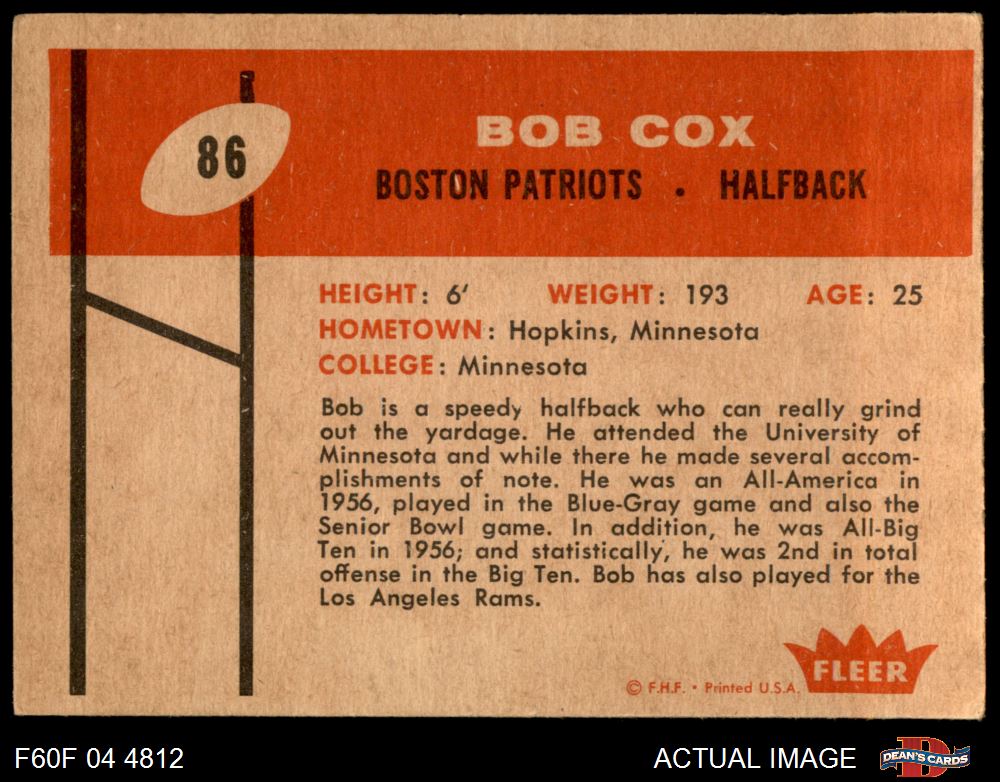 86
BOB COX
BOSTON PATRIOTS • HALFBACK
HEIGHT: 6' WEIGHT: 193 AGE: 25
HOMETOWN: Hopkins, Minnesota
COLLEGE: Minnesota
Bob is a speedy halfback who can really grind
out the yardage. He attended the University of
Minnesota and while there he made several accom-
plishments of note. He was an All-America in
1956, played in the Blue-Gray game and also the
Senior Bowl game. In addition, he was All-Big
Ten in 1956; and statistically, he was 2nd in total
offense in the Big Ten. Bob has also played for the
Los Angeles Rams.
FLEER
© F.H.F. • Printed U.S.A.
F60F 04 4812
ACTUAL IMAGE
D
DEAN'S CARDS